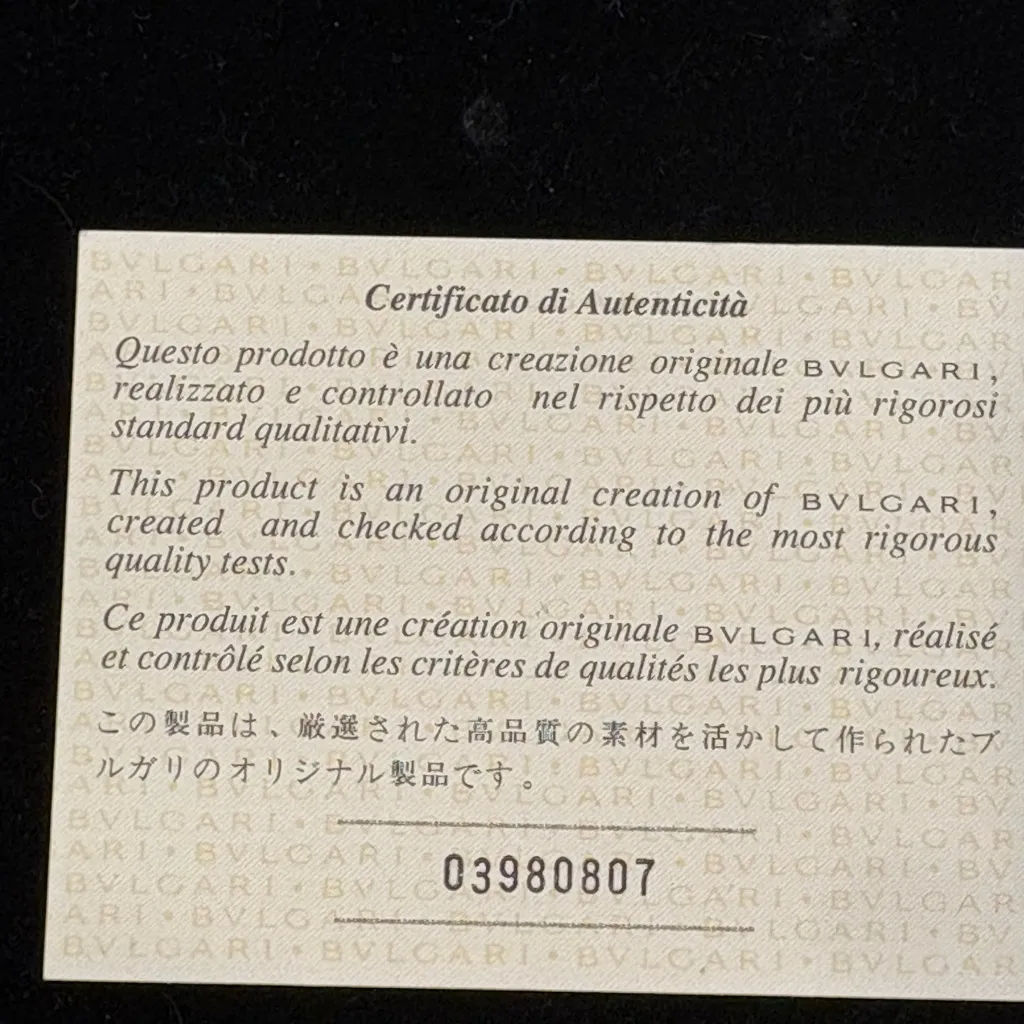 Certificato di Autenticità
Questo prodotto è una creazione originale BVLGARI,
realizzato e controllato nel rispetto dei più rigorosi
standard qualitativi.
This product is an original creation of BVLGARI,
created and checked according to the most rigorous
quality tests.
Ce produit est une création originale BVLGARI, réalisé
et contrôlé selon les critères de qualités les plus rigoureux.
この製品は、厳選された高品質の素材を活かして作られたブ
ルガリのオリジナル製品です。
03980807